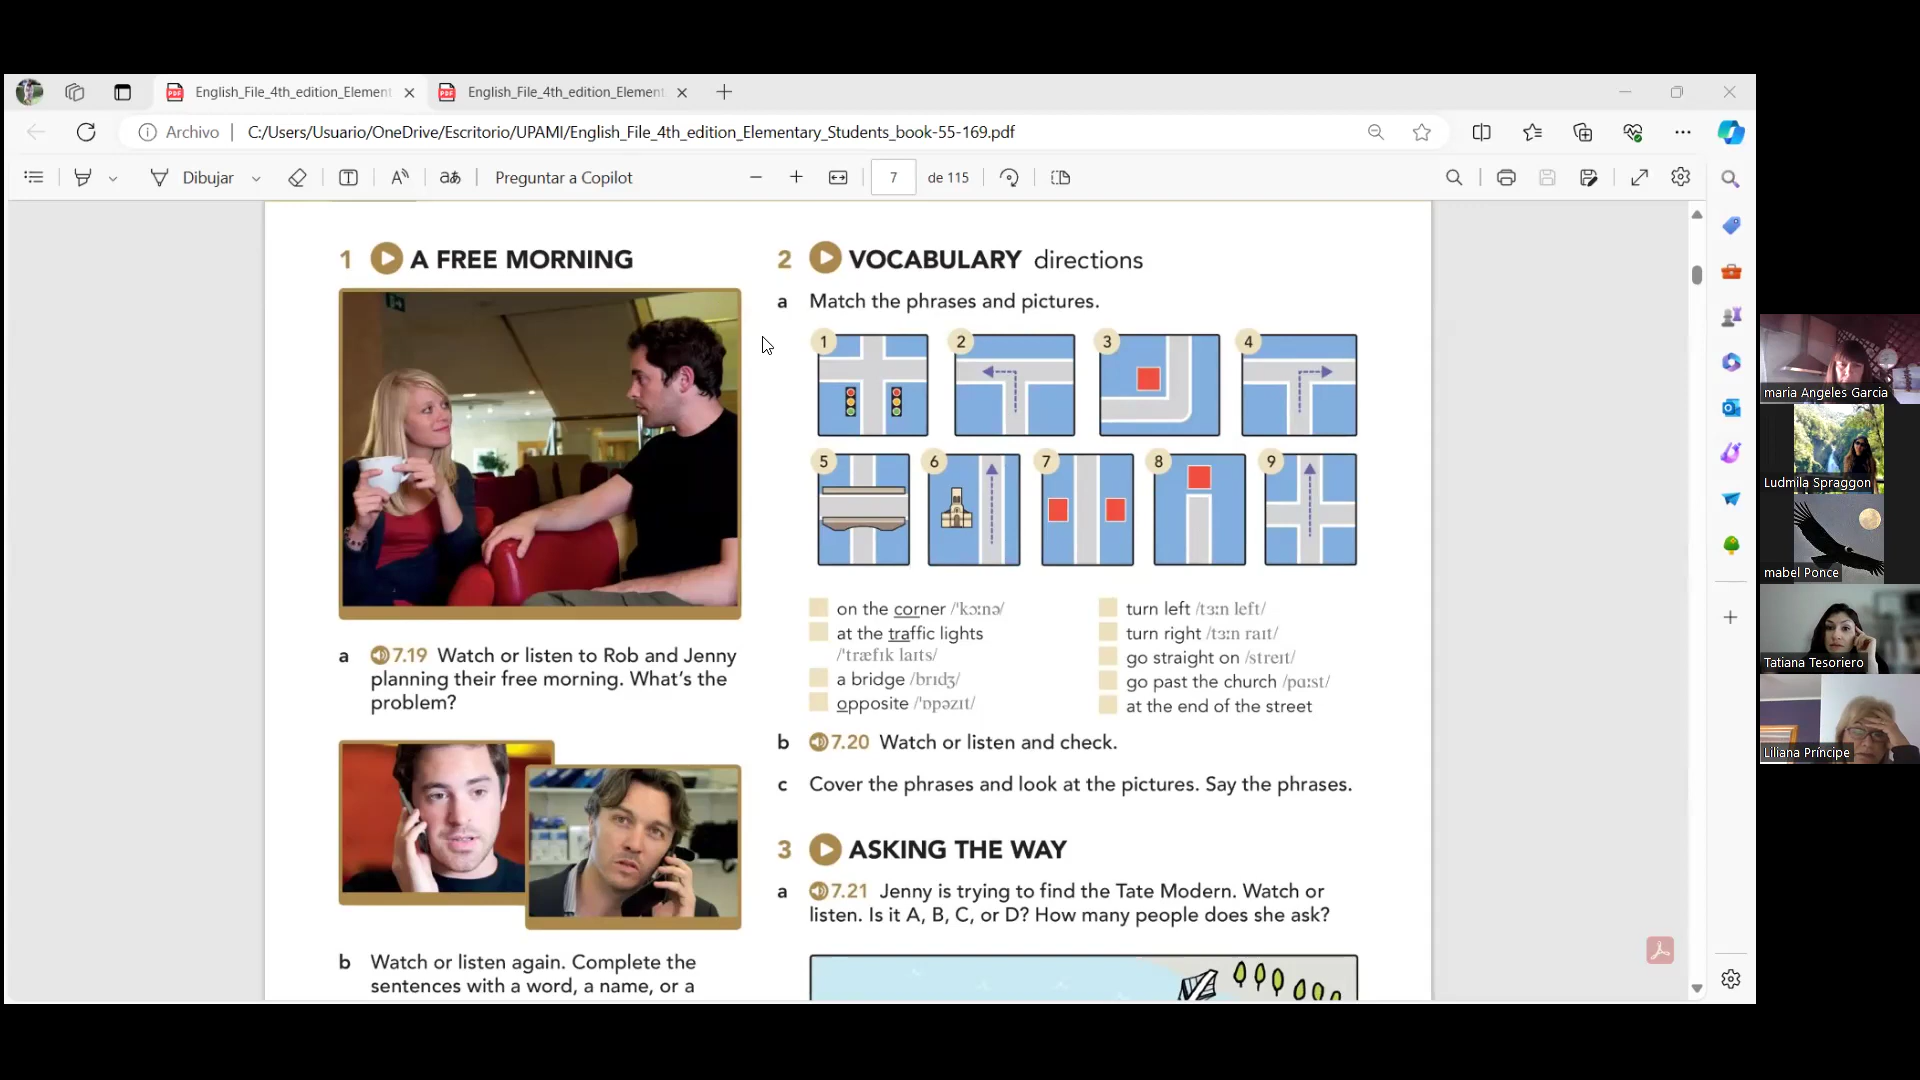 English_File_4th_edition_Element
English_File_4th_edition_Element
Archivo
C:/Users/Usuario/OneDrive/Escritorio/UPAMI/English_File_4th_edition_Elementary_Students_book-55-169.pdf
Dibujar
Preguntar a Copilot
7
de 115
1 A FREE MORNING
a 7.19 Watch or listen to Rob and Jenny
planning their free morning. What's the
problem?
b Watch or listen again. Complete the
sentences with a word, a name, or a
2 VOCABULARY directions
a Match the phrases and pictures.
1
2
3
4
5
6
7
8
9
on the corner /ˈkɔːnə/
at the traffic lights
/ˈtræfɪk laɪts/
a bridge /brɪdʒ/
opposite /ˈɒpəzɪt/
turn left /tɜːn left/
turn right /tɜːn raɪt/
go straight on /streɪt/
go past the church /pɑːst/
at the end of the street
b 7.20 Watch or listen and check.
c Cover the phrases and look at the pictures. Say the phrases.
3 ASKING THE WAY
a 7.21 Jenny is trying to find the Tate Modern. Watch or
listen. Is it A, B, C, or D? How many people does she ask?
maria Angeles Garcia
Ludmila Spraggon
mabel Ponce
Tatiana Tesoriero
Liliana Príncipe